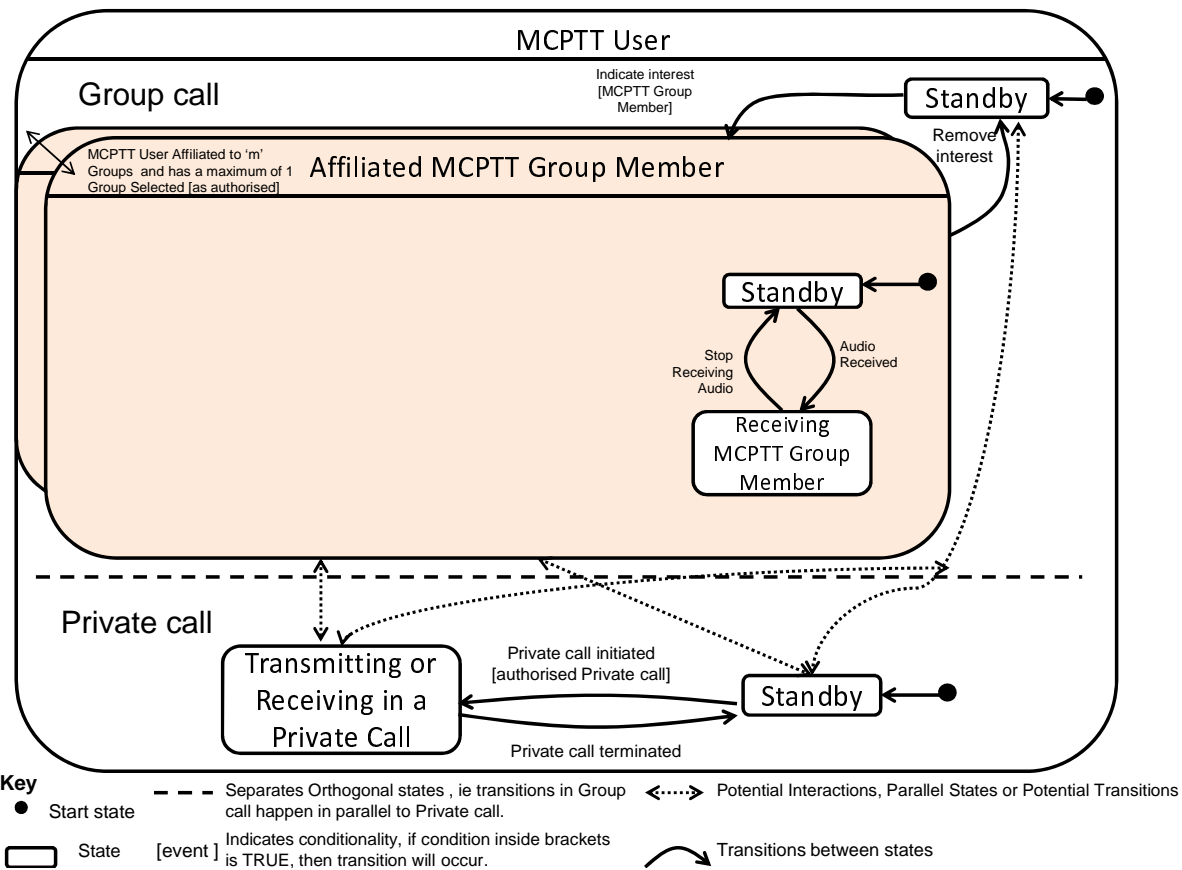 MCPTT User
Group call
Indicate interest
[MCPTT Group
Member]
Standby
Remove
interest
MCPTT User Affiliated to ‘m’
Groups  and has a maximum of 1
Group Selected [as authorised]
Affiliated MCPTT Group Member
Standby
Stop
Receiving
Audio
Audio
Received
Receiving
MCPTT Group
Member
Private call
Transmitting or
Receiving in a
Private Call
Private call initiated
[authorised Private call]
Standby
Private call terminated
Key
Start state
Separates Orthogonal states , ie transitions in Group
call happen in parallel to Private call.
Potential Interactions, Parallel States or Potential Transitions
State
[event ]
Indicates conditionality, if condition inside brackets
is TRUE, then transition will occur.
Transitions between states